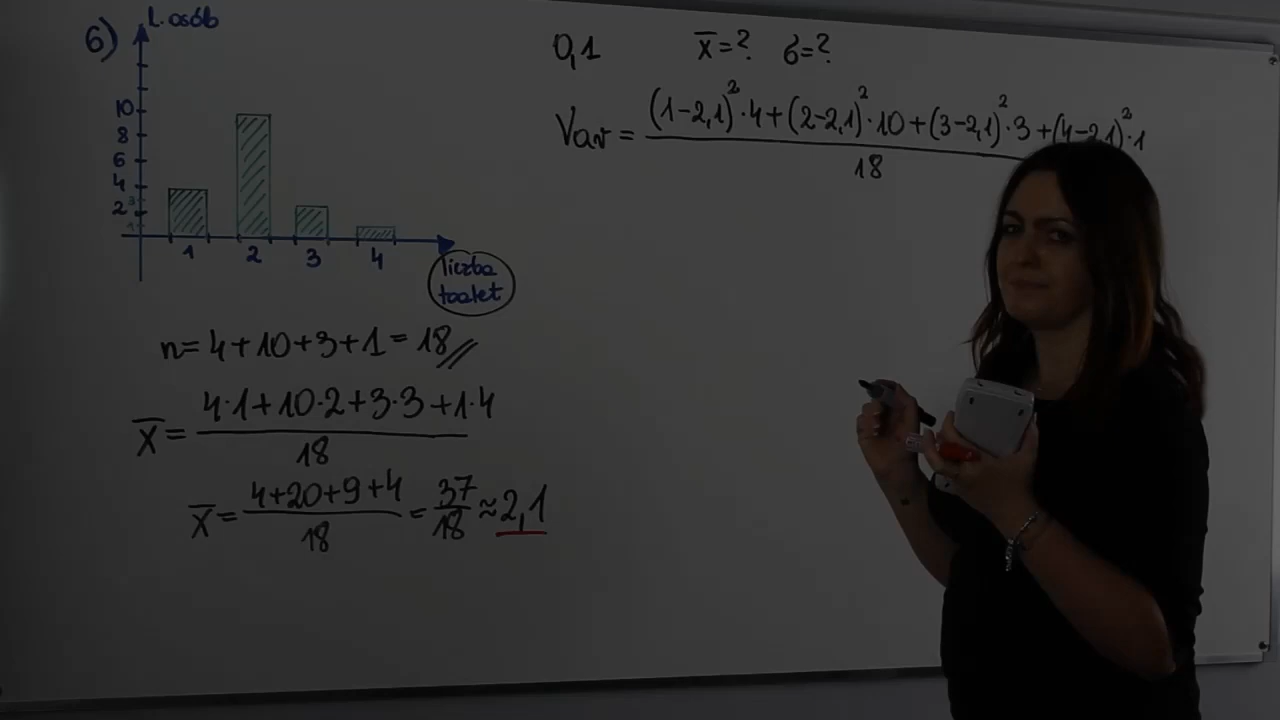 6)
L. osób
10
8
6
4
3
2
1
1 2 3 4
liczba
toalet
n= 4+10+3+1 = 18
x̄ = 4·1+10·2+3·3+1·4
18
x̄ = 4+20+9+4 / 18 = 37/18 ≈ 2,1
0,1 x̄=? σ=?
Var = (1-2,1)²·4+(2-2,1)²·10+(3-2,1)²·3+(4-2,1)²·1
18